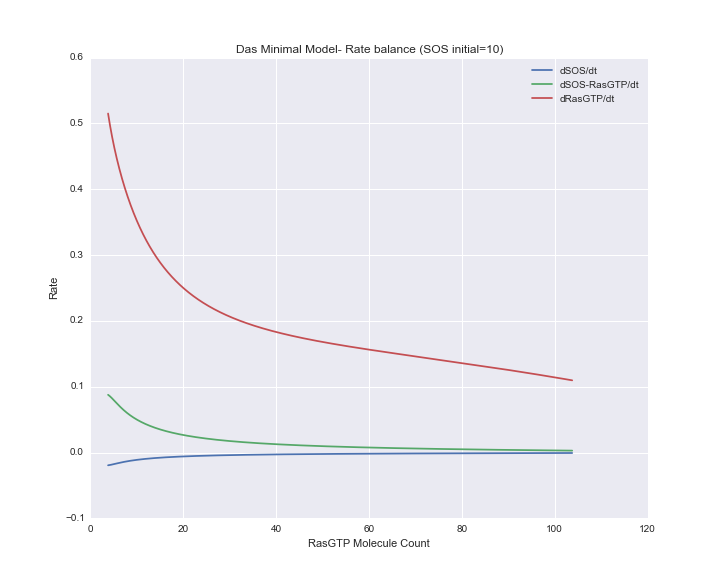 Das Minimal Model- Rate balance (SOS initial=10)
dSOS/dt
dSOS-RasGTP/dt
dRasGTP/dt
0.6
0.5
0.4
0.3
0.2
0.1
0.0
−0.1
Rate
0 20 40 60 80 100 120
RasGTP Molecule Count